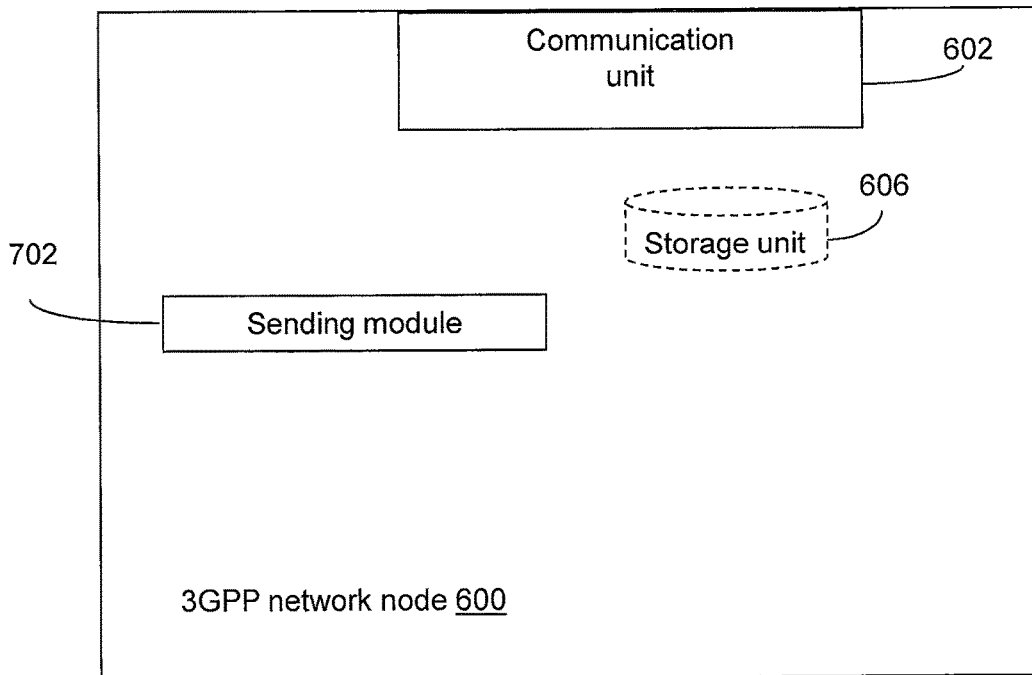 Communication
unit
602
606
Storage unit
702
Sending module
3GPP network node 600